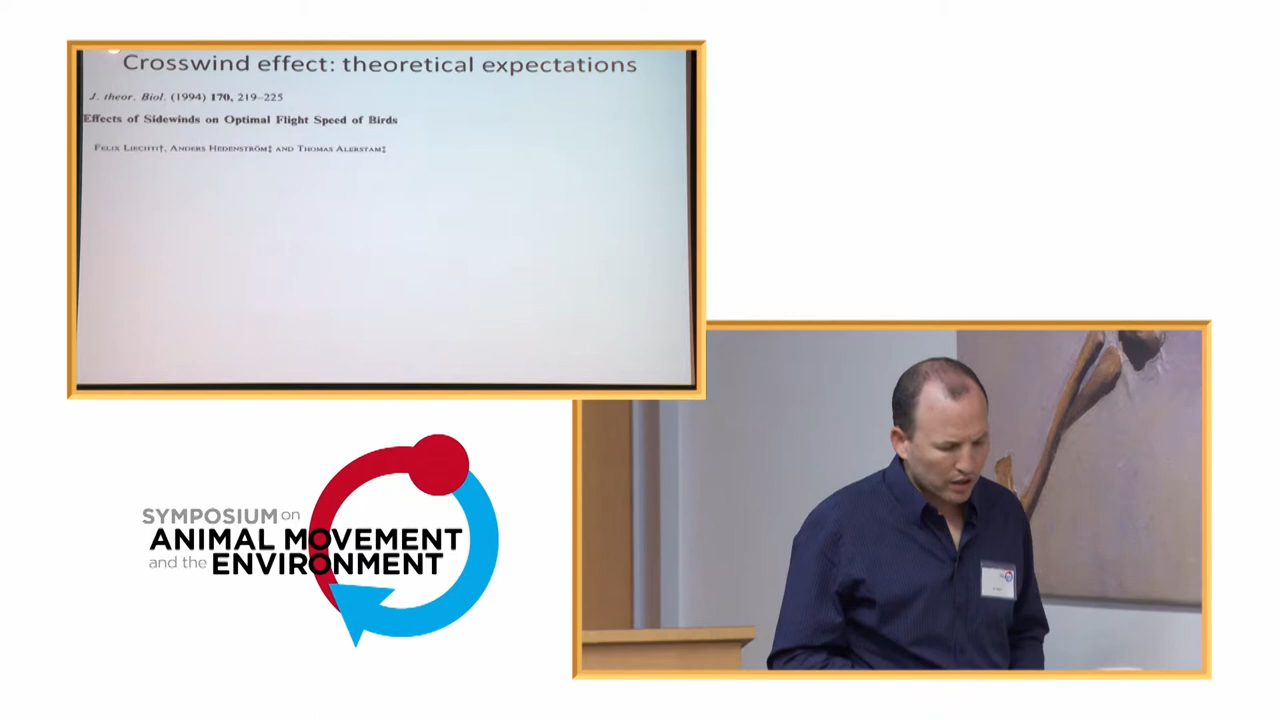 Crosswind effect: theoretical expectations
J. theor. Biol. (1994) 170, 219–225
Effects of Sidewinds on Optimal Flight Speed of Birds
Felix Liechti†, Anders Hedenström‡ and Thomas Alerstam‡
SYMPOSIUM on
ANIMAL MOVEMENT
and the ENVIRONMENT